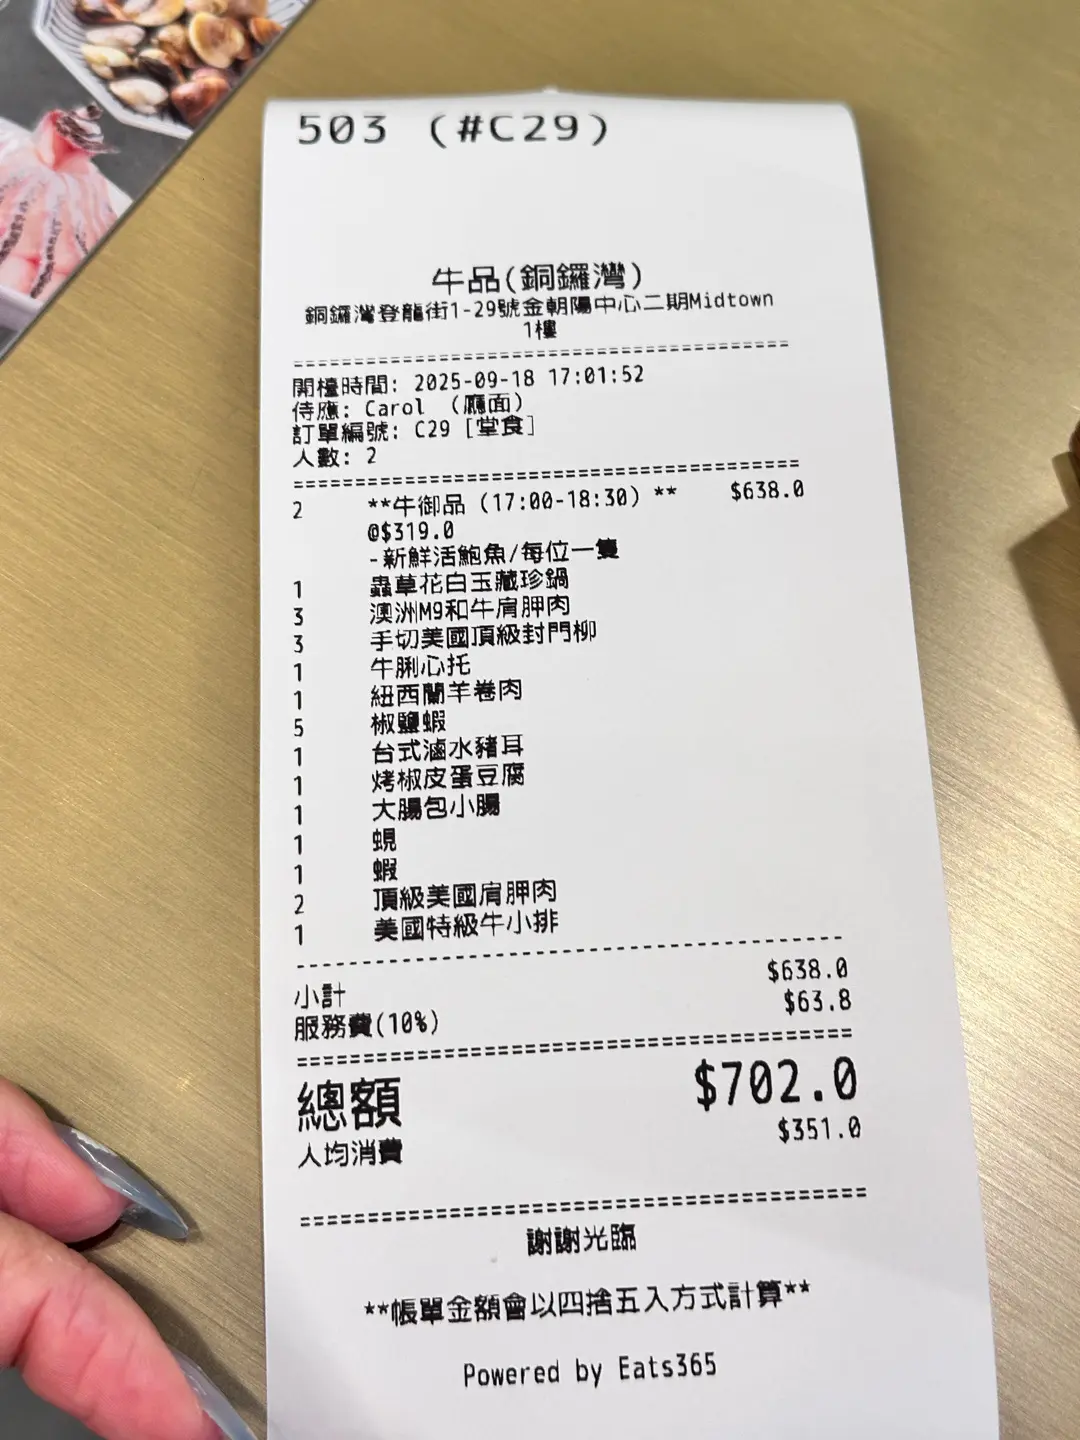 503 (#C29)
牛品(銅鑼灣)
銅鑼灣登龍街1-29號金朝陽中心二期Midtown
1樓
開檯時間: 2025-09-18 17:01:52
侍應: Carol （廳面）
訂單編號: C29 [堂食]
人數: 2
2 **牛御品（17:00-18:30）** $638.0
@$319.0
-新鮮活鮑魚/每位一隻
1 蟲草花白玉藏珍鍋
3 澳洲M9和牛肩胛肉
3 手切美國頂級封門柳
1 牛脷心托
1 紐西蘭羊卷肉
5 椒鹽蝦
1 台式滷水豬耳
1 烤椒皮蛋豆腐
1 大腸包小腸
1 蜆
1 蝦
2 頂級美國肩胛肉
1 美國特級牛小排
小計 $638.0
服務費(10%) $63.8
總額 $702.0
人均消費 $351.0
謝謝光臨
**帳單金額會以四捨五入方式計算**
Powered by Eats365